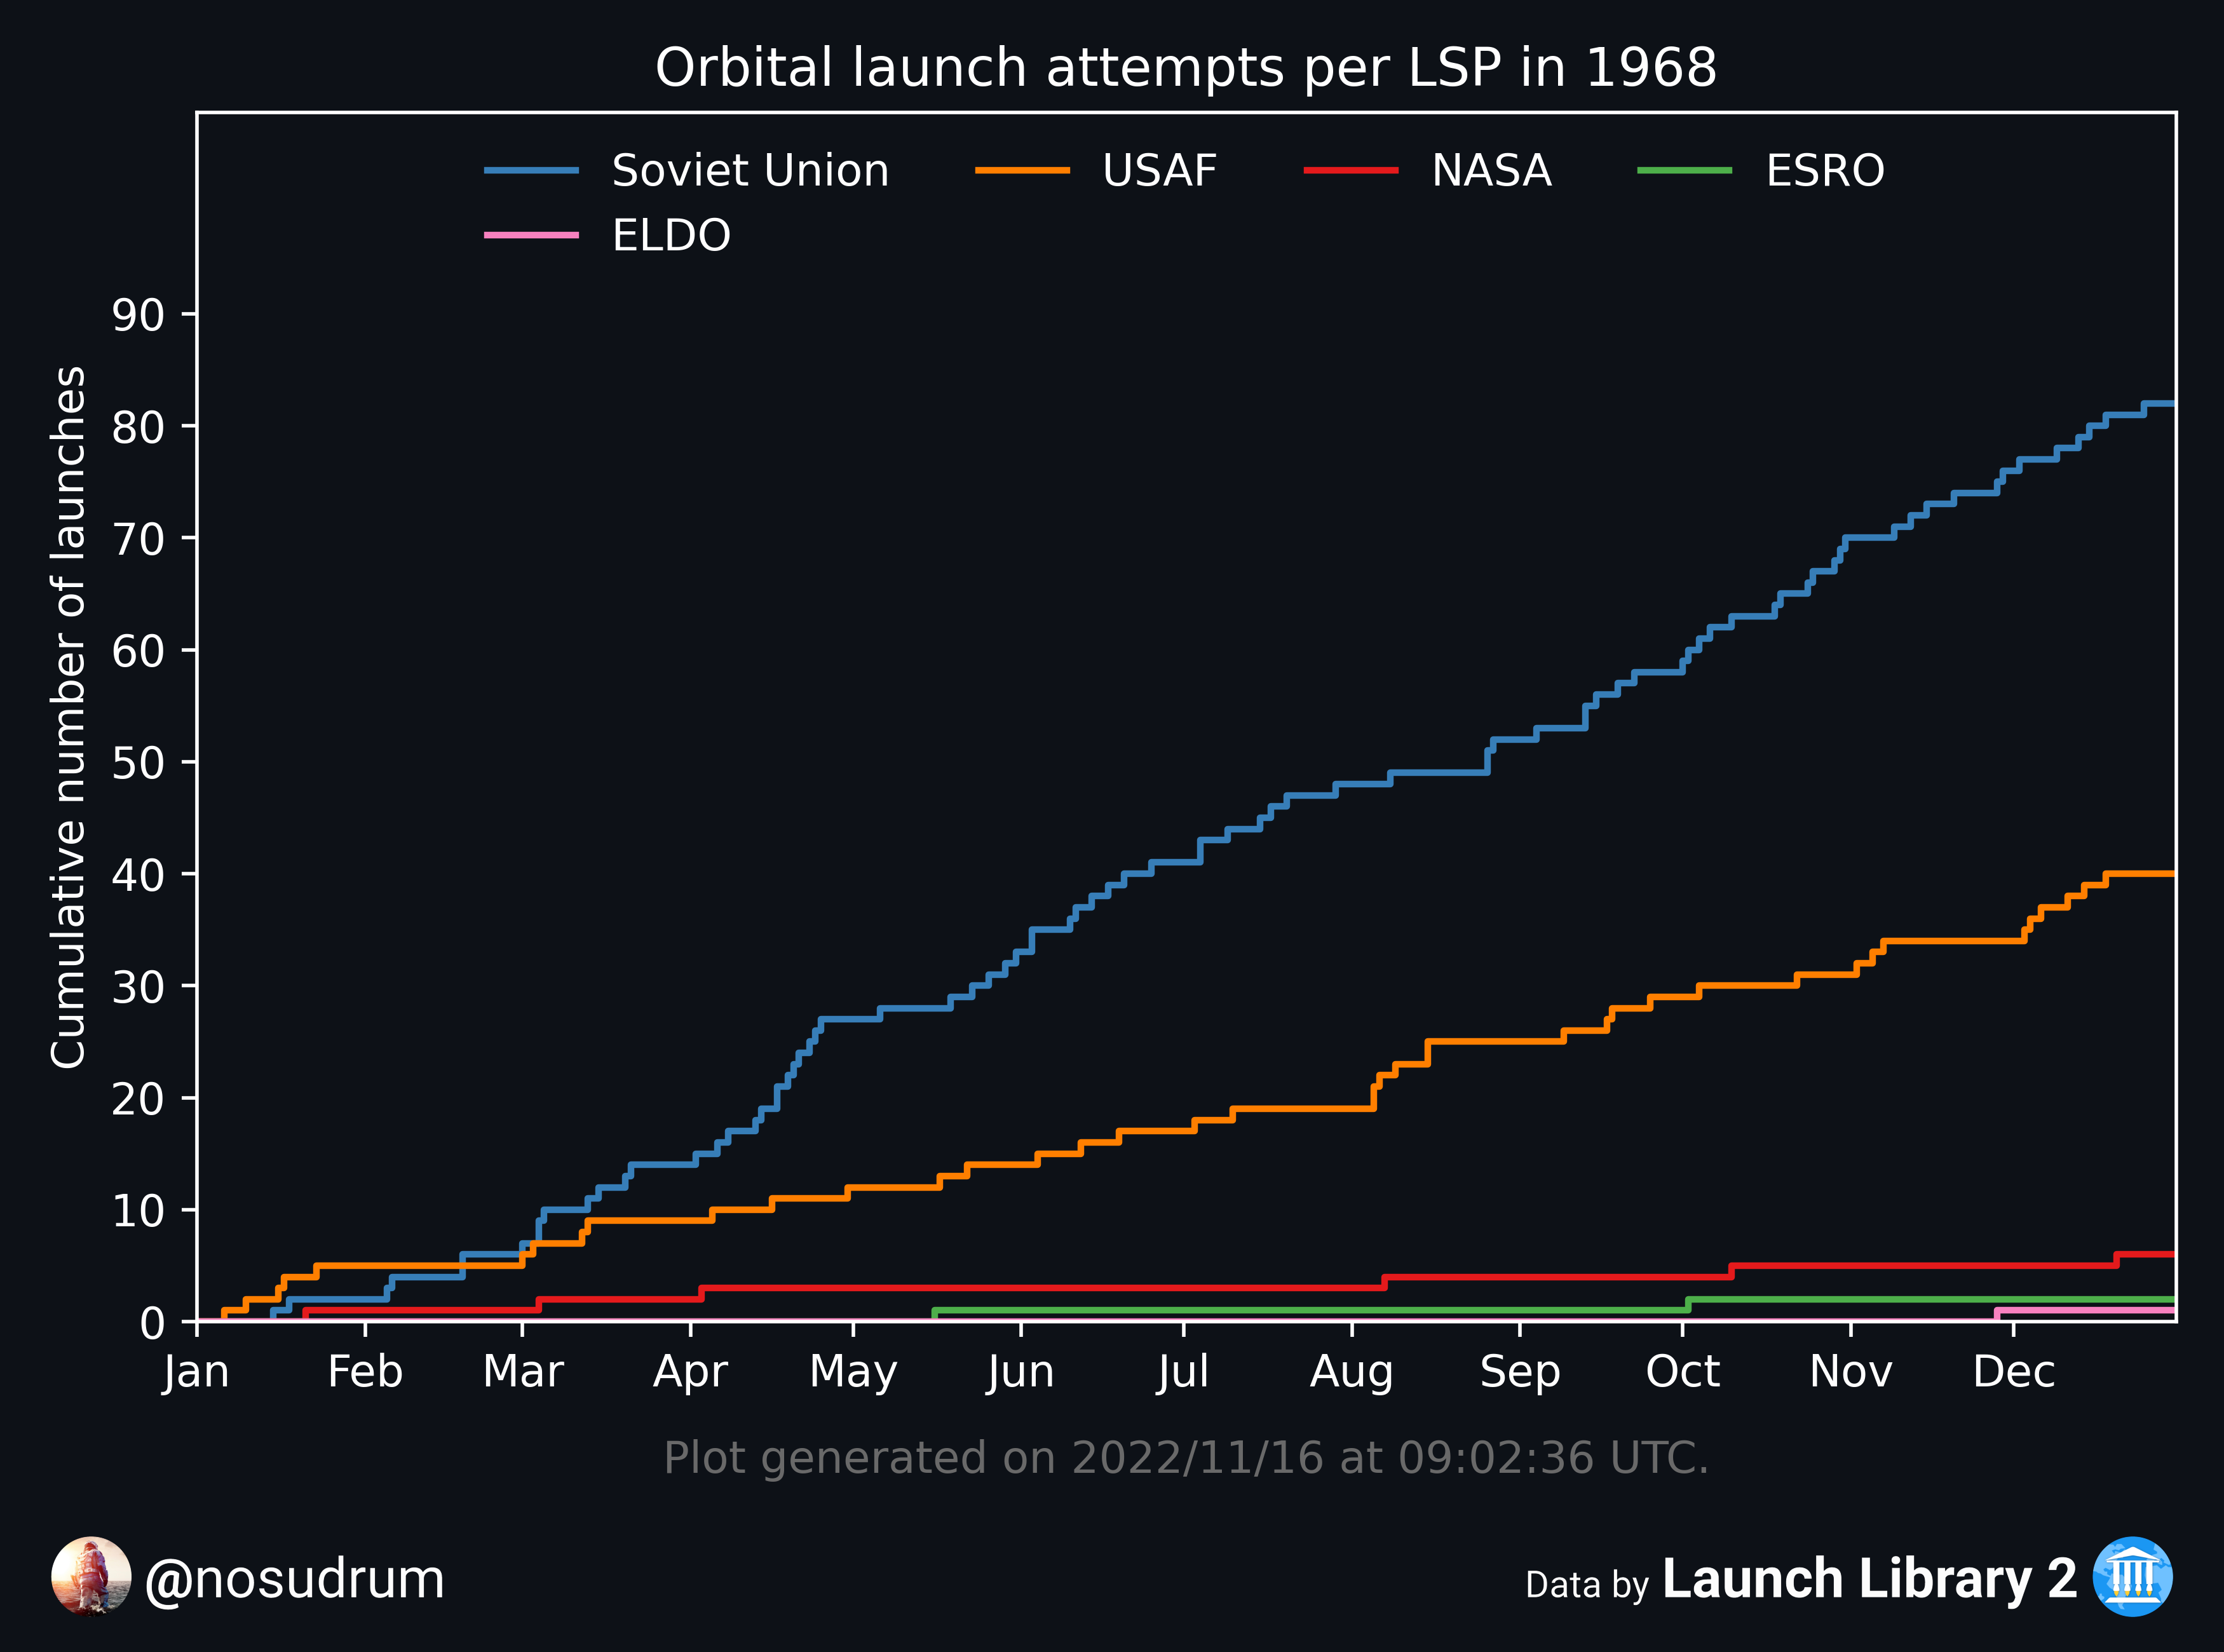 Orbital launch attempts per LSP in 1968
Soviet Union USAF NASA ESRO
ELDO
Cumulative number of launches
90
80
70
60
50
40
30
20
10
0
Jan Feb Mar Apr May Jun Jul Aug Sep Oct Nov Dec
Plot generated on 2022/11/16 at 09:02:36 UTC.
@nosudrum
Data by Launch Library 2